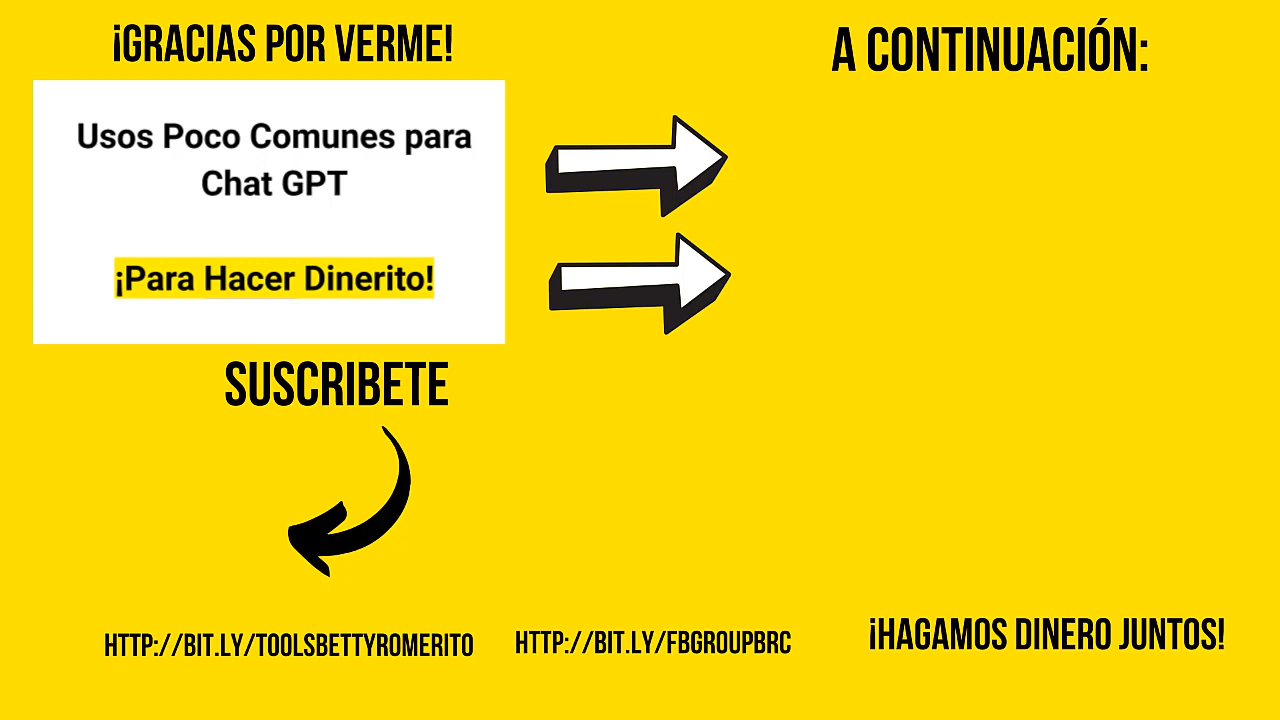 ¡GRACIAS POR VERME!
A CONTINUACIÓN:
Usos Poco Comunes para
Chat GPT
¡Para Hacer Dinerito!
SUSCRIBETE
HTTP://BIT.LY/TOOLSBETTYROMERITO
HTTP://BIT.LY/FBGROUPBRC
¡HAGAMOS DINERO JUNTOS!